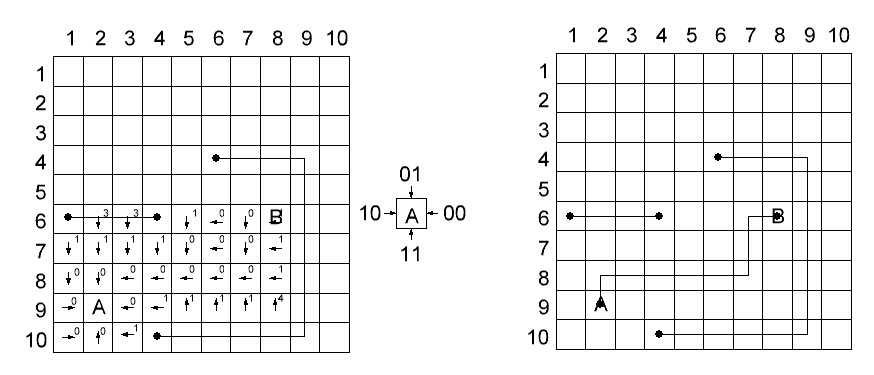 1 2 3 4 5 6 7 8 9 10
1
2
3
4
5
6 3 3 1 0 0 B
7 1 1 1 1 0 0 0 1
8 0 0 0 0 0 0 0 1
9 0 A 0 1 1 1 1 4
10 0 0 1
01
10 A 00
11
1 2 3 4 5 6 7 8 9 10
1
2
3
4
5
6 B
7
8
9 A
10